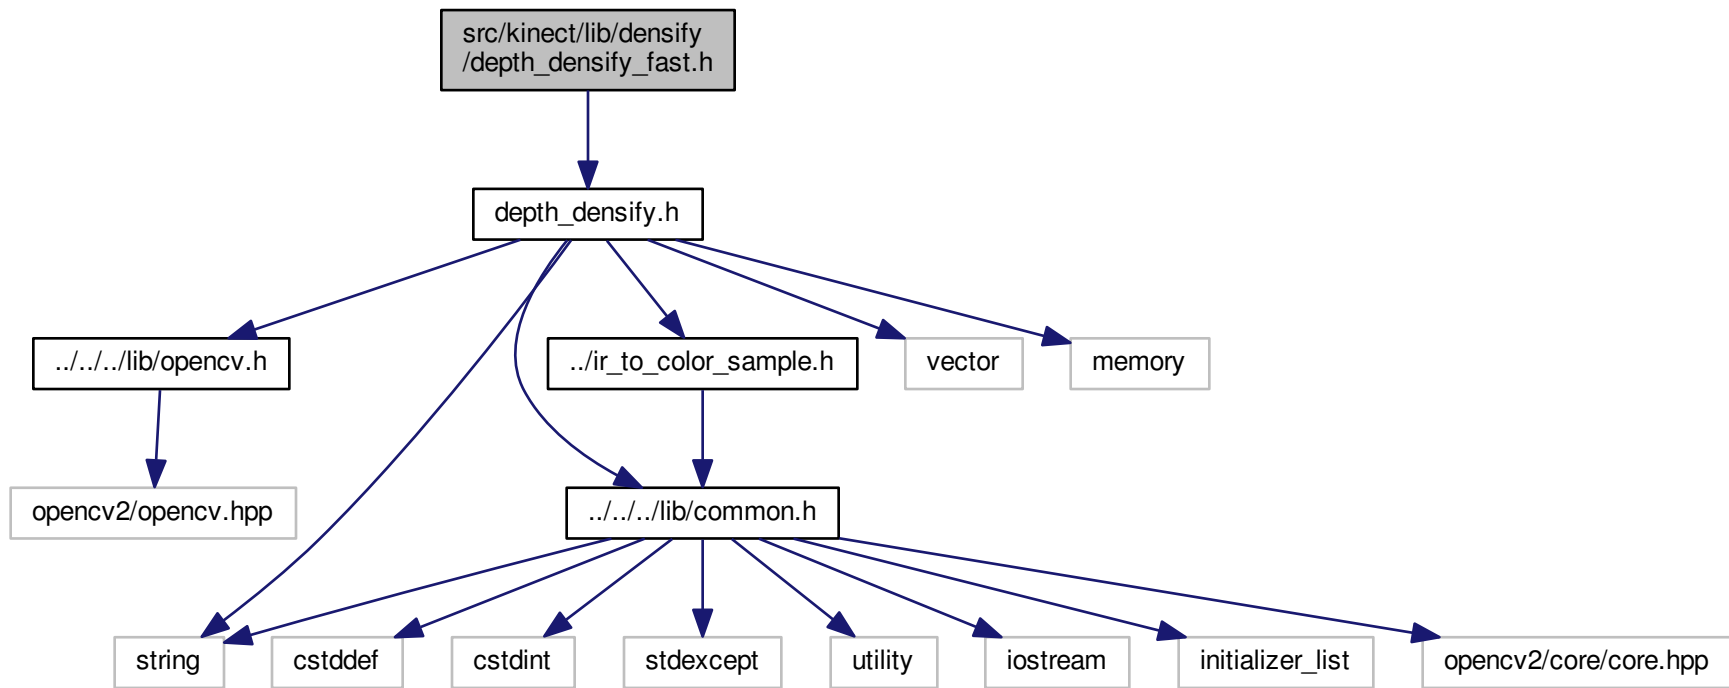 src/kinect/lib/densify
/depth_densify_fast.h
depth_densify.h
../../../lib/opencv.h
../ir_to_color_sample.h
vector
memory
opencv2/opencv.hpp
../../../lib/common.h
string
cstddef
cstdint
stdexcept
utility
iostream
initializer_list
opencv2/core/core.hpp